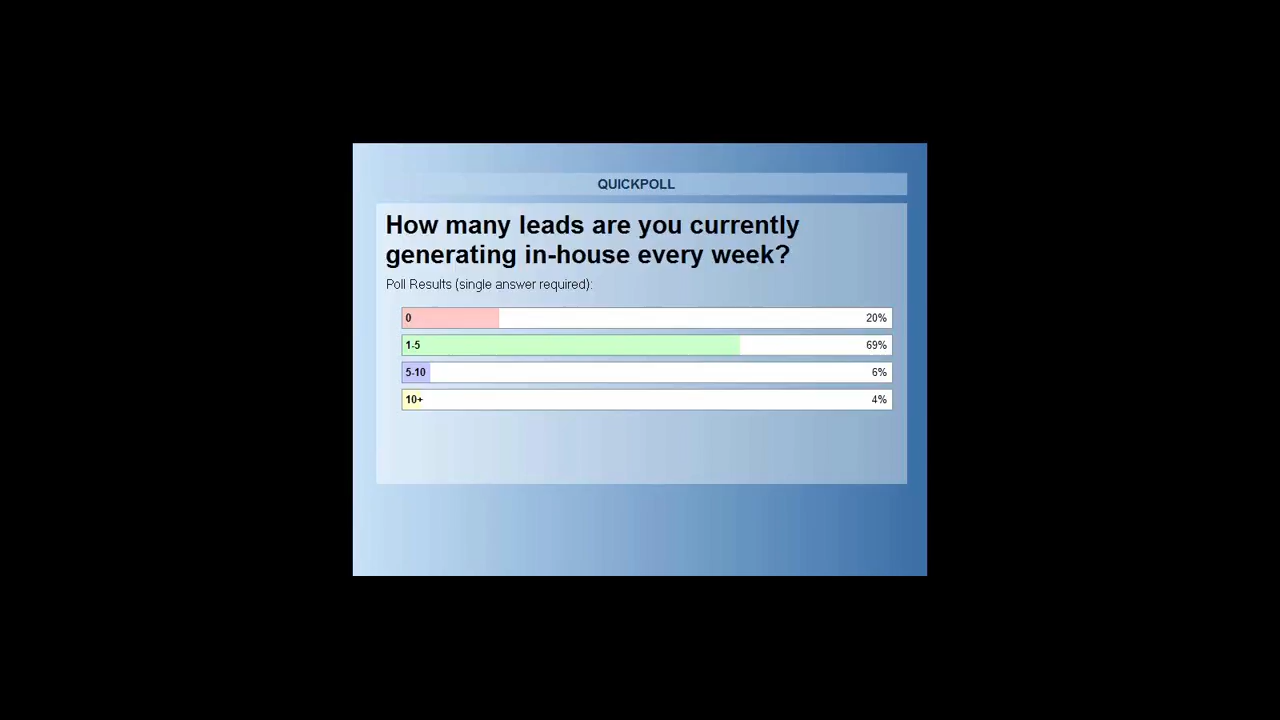 QUICKPOLL
How many leads are you currently
generating in-house every week?
Poll Results (single answer required):
0 20%
1-5 69%
5-10 6%
10+ 4%